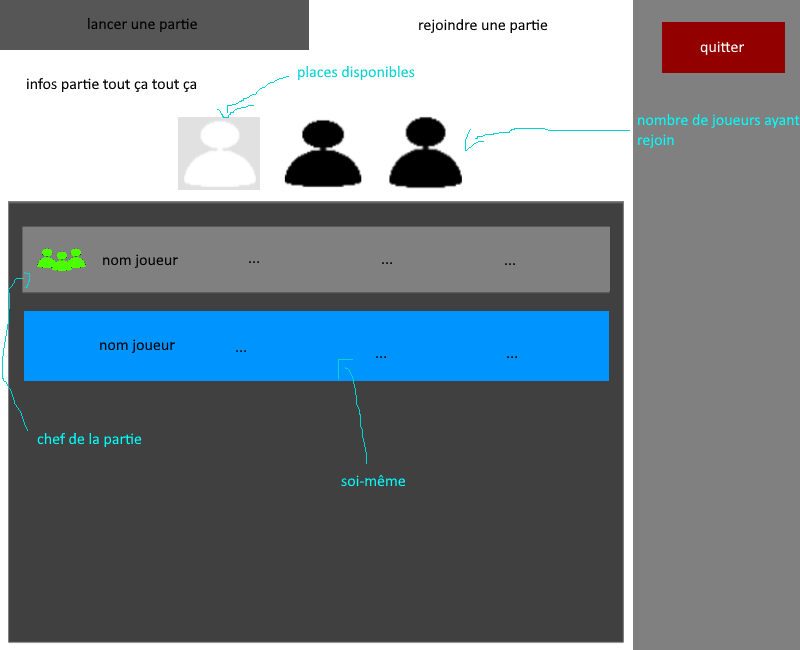 lancer une partie
rejoindre une partie
quitter
infos partie tout ça tout ça
places disponibles
nombre de joueurs ayant
rejoin
nom joueur ... ... ...
nom joueur ... ... ...
chef de la partie
soi-même